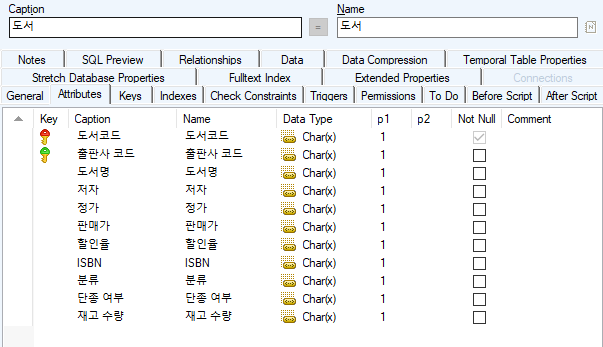 Caption Name
도서 = 도서
Notes SQL Preview Relationships Data Data Compression Temporal Table Properties
Stretch Database Properties Fulltext Index Extended Properties Connections
General Attributes Keys Indexes Check Constraints Triggers Permissions To Do Before Script After Script
Key Caption Name Data Type p1 p2 Not Null Comment
도서코드 도서코드 Char(x) 1
출판사 코드 출판사 코드 Char(x) 1
도서명 도서명 Char(x) 1
저자 저자 Char(x) 1
정가 정가 Char(x) 1
판매가 판매가 Char(x) 1
할인율 할인율 Char(x) 1
ISBN ISBN Char(x) 1
분류 분류 Char(x) 1
단종 여부 단종 여부 Char(x) 1
재고 수량 재고 수량 Char(x) 1